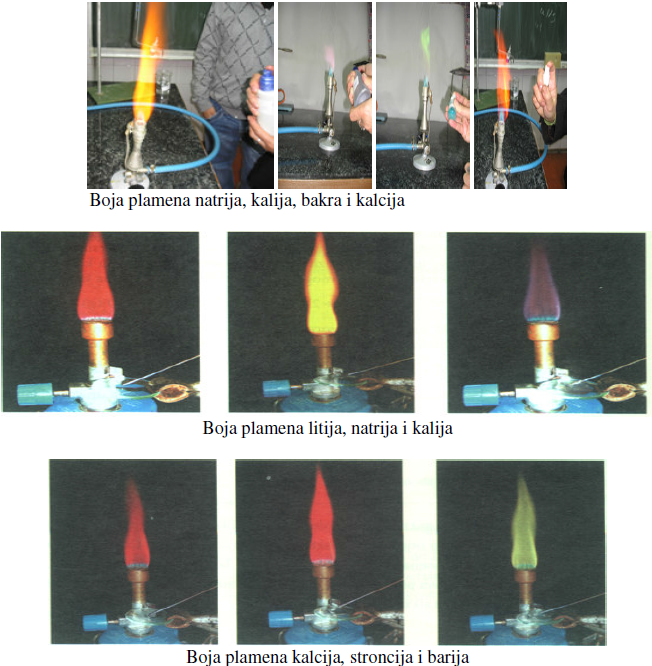 Boja plamena natrija, kalija, bakra i kalcija
Boja plamena litija, natrija i kalija
Boja plamena kalcija, stroncija i barija